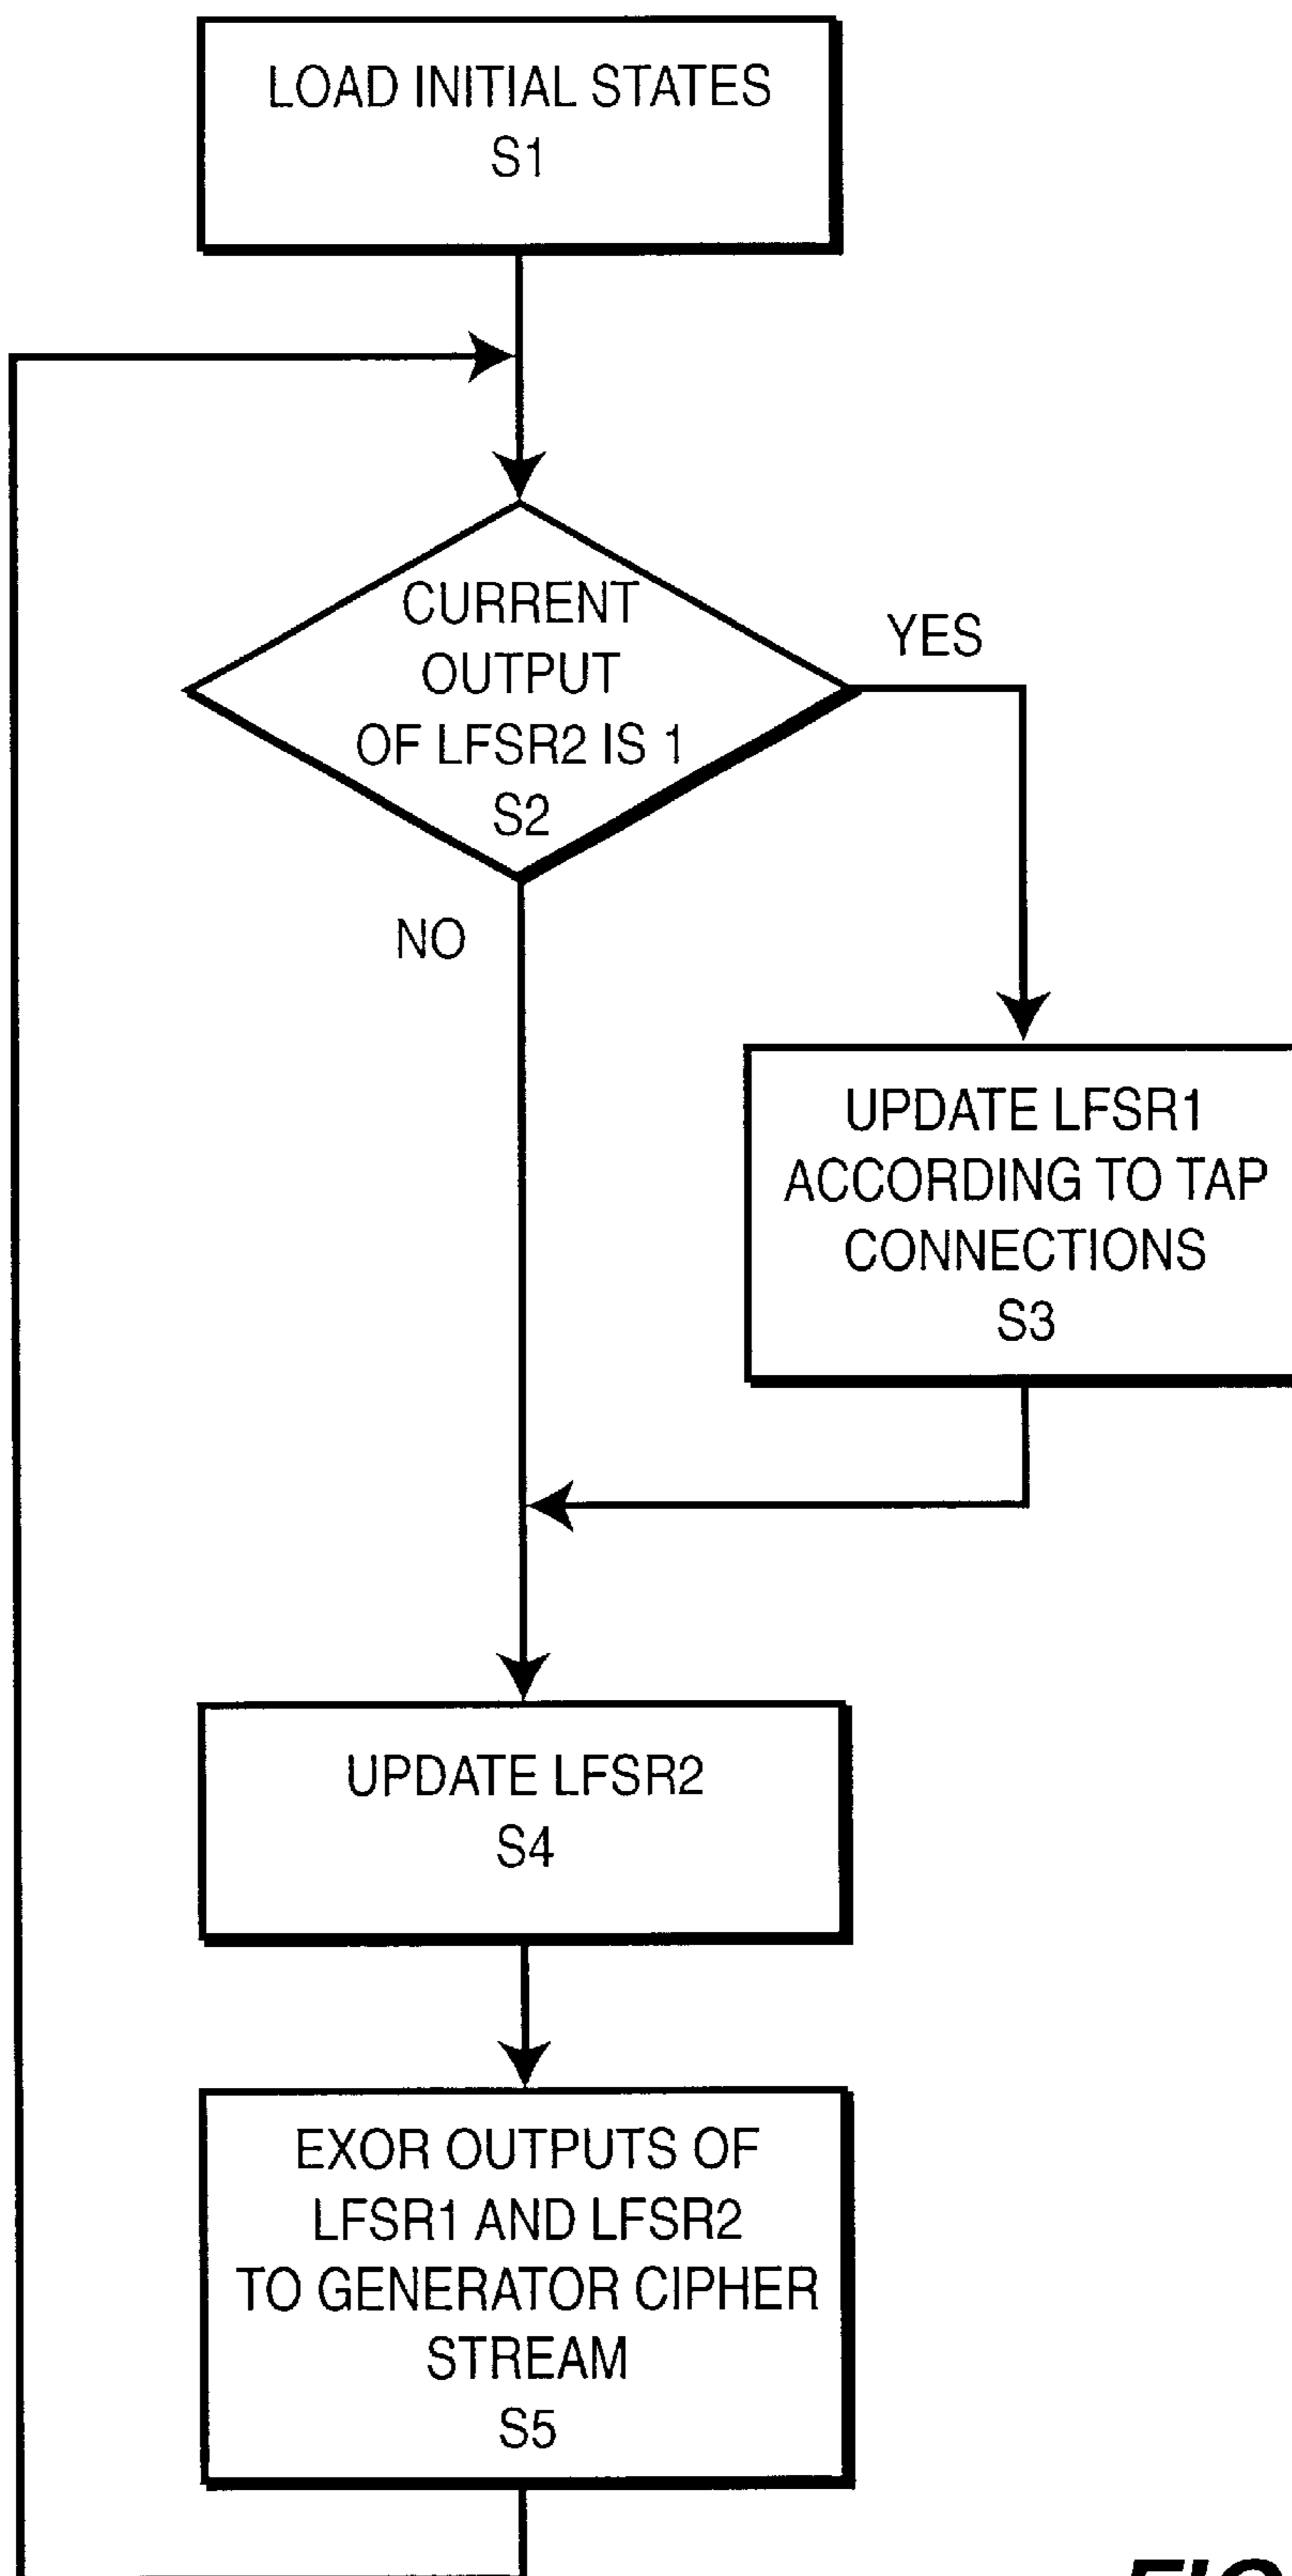 LOAD INITIAL STATES
S1
CURRENT
OUTPUT
OF LFSR2 IS 1
S2
YES
NO
UPDATE LFSR1
ACCORDING TO TAP
CONNECTIONS
S3
UPDATE LFSR2
S4
EXOR OUTPUTS OF
LFSR1 AND LFSR2
TO GENERATOR CIPHER
STREAM
S5